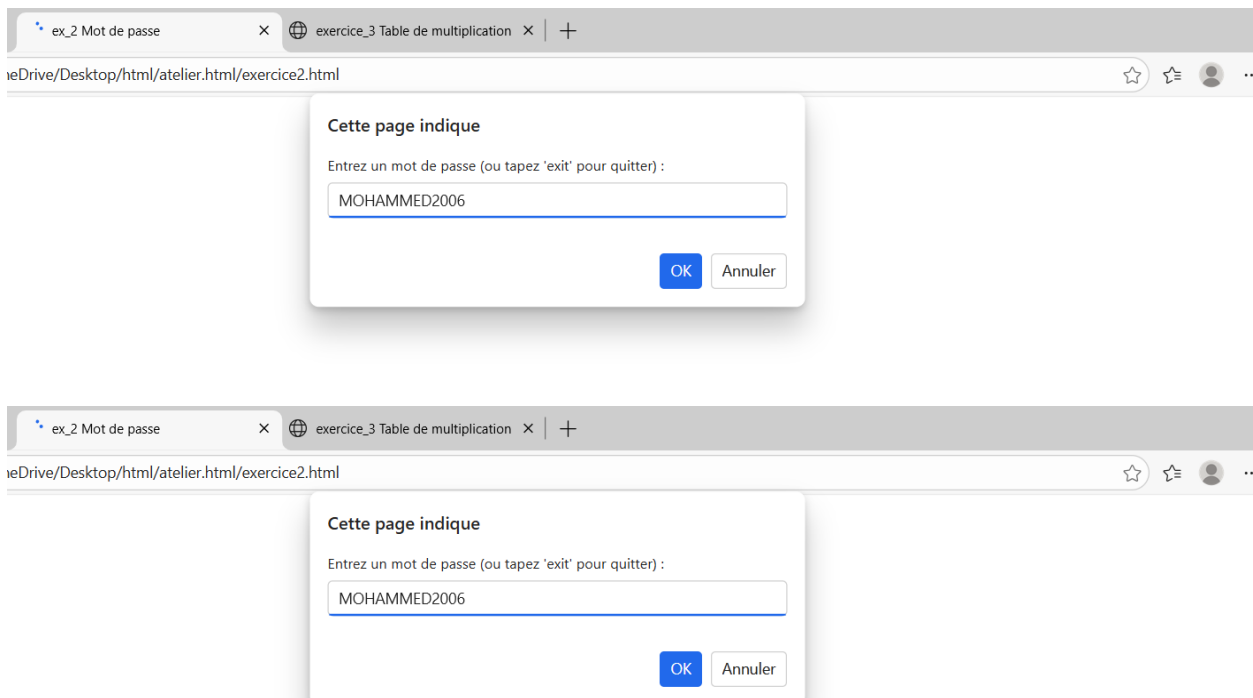 ex_2 Mot de passe
exercice_3 Table de multiplication
neDrive/Desktop/html/atelier.html/exercice2.html
Cette page indique
Entrez un mot de passe (ou tapez 'exit' pour quitter) :
MOHAMMED2006
OK Annuler
ex_2 Mot de passe
exercice_3 Table de multiplication
neDrive/Desktop/html/atelier.html/exercice2.html
Cette page indique
Entrez un mot de passe (ou tapez 'exit' pour quitter) :
MOHAMMED2006
OK Annuler